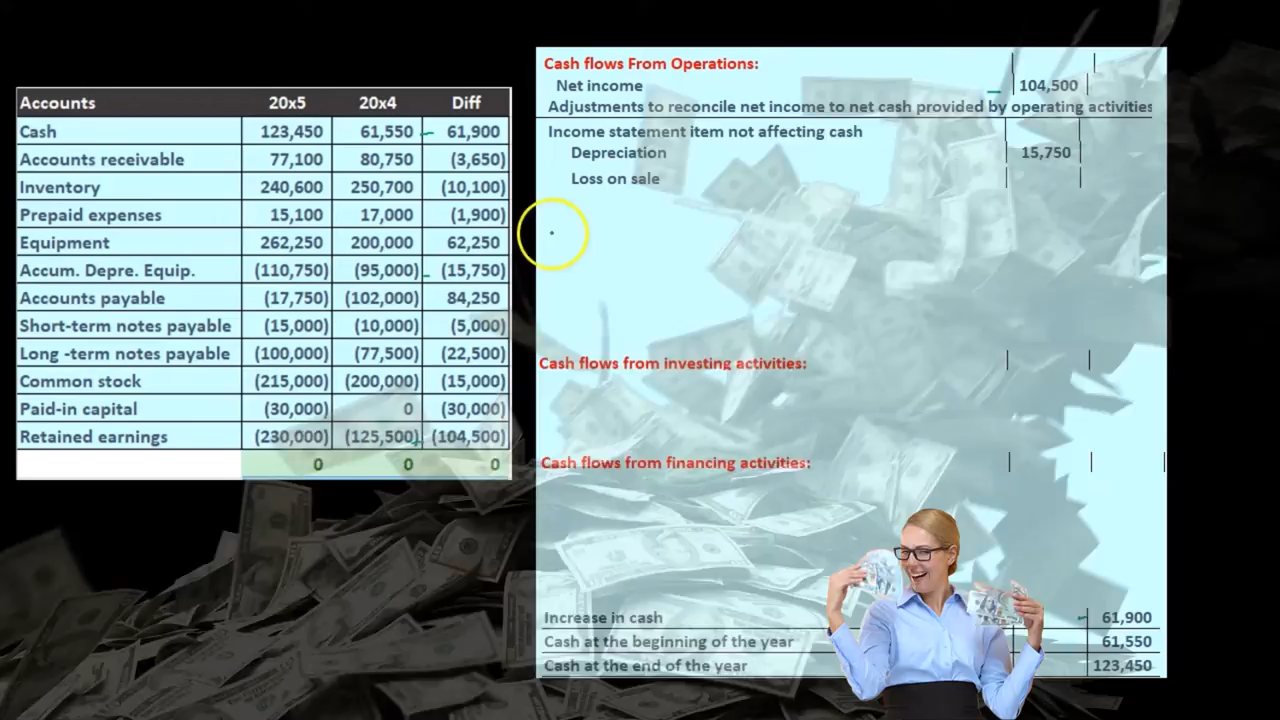 Accounts 20x5 20x4 Diff
Cash 123,450 61,550 61,900
Accounts receivable 77,100 80,750 (3,650)
Inventory 240,600 250,700 (10,100)
Prepaid expenses 15,100 17,000 (1,900)
Equipment 262,250 200,000 62,250
Accum. Depre. Equip. (110,750) (95,000) (15,750)
Accounts payable (17,750) (102,000) 84,250
Short-term notes payable (15,000) (10,000) (5,000)
Long -term notes payable (100,000) (77,500) (22,500)
Common stock (215,000) (200,000) (15,000)
Paid-in capital (30,000) 0 (30,000)
Retained earnings (230,000) (125,500) (104,500)
0 0 0
Cash flows From Operations:
Net income 104,500
Adjustments to reconcile net income to net cash provided by operating activities
Income statement item not affecting cash
Depreciation 15,750
Loss on sale
Cash flows from investing activities:
Cash flows from financing activities:
Increase in cash 61,900
Cash at the beginning of the year 61,550
Cash at the end of the year 123,450